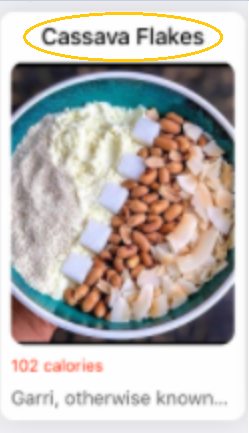 Cassava Flakes
102 calories
Garri, otherwise known...